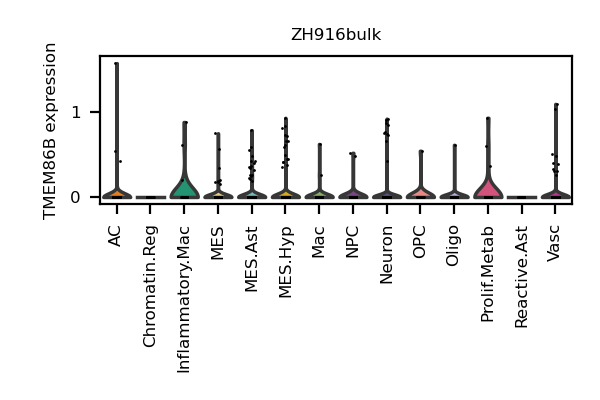 ZH916bulk
TMEM86B expression
1
0
AC
Chromatin.Reg
Inflammatory.Mac
MES
MES.Ast
MES.Hyp
Mac
NPC
Neuron
OPC
Oligo
Prolif.Metab
Reactive.Ast
Vasc